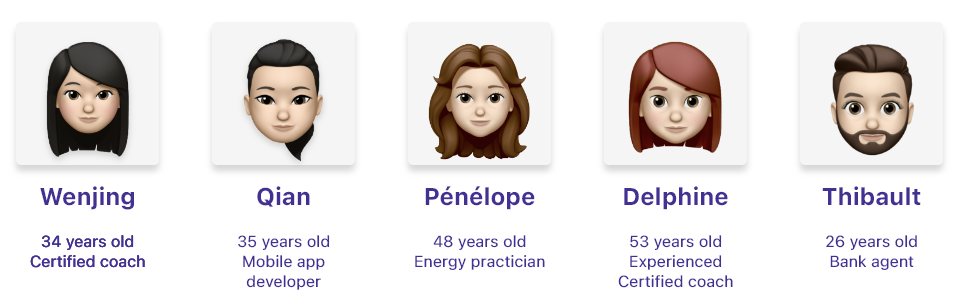 Wenjing
34 years old
Certified coach
Qian
35 years old
Mobile app
developer
Pénélope
48 years old
Energy practician
Delphine
53 years old
Experienced
Certified coach
Thibault
26 years old
Bank agent